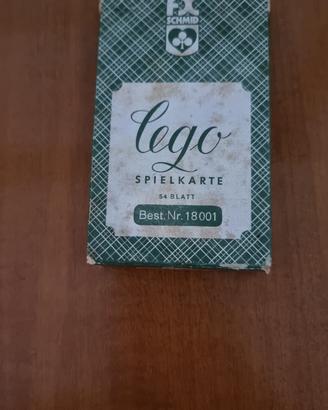 F.X.
SCHMID
Lego
SPIELKARTE
54 BLATT
Best. Nr. 18001